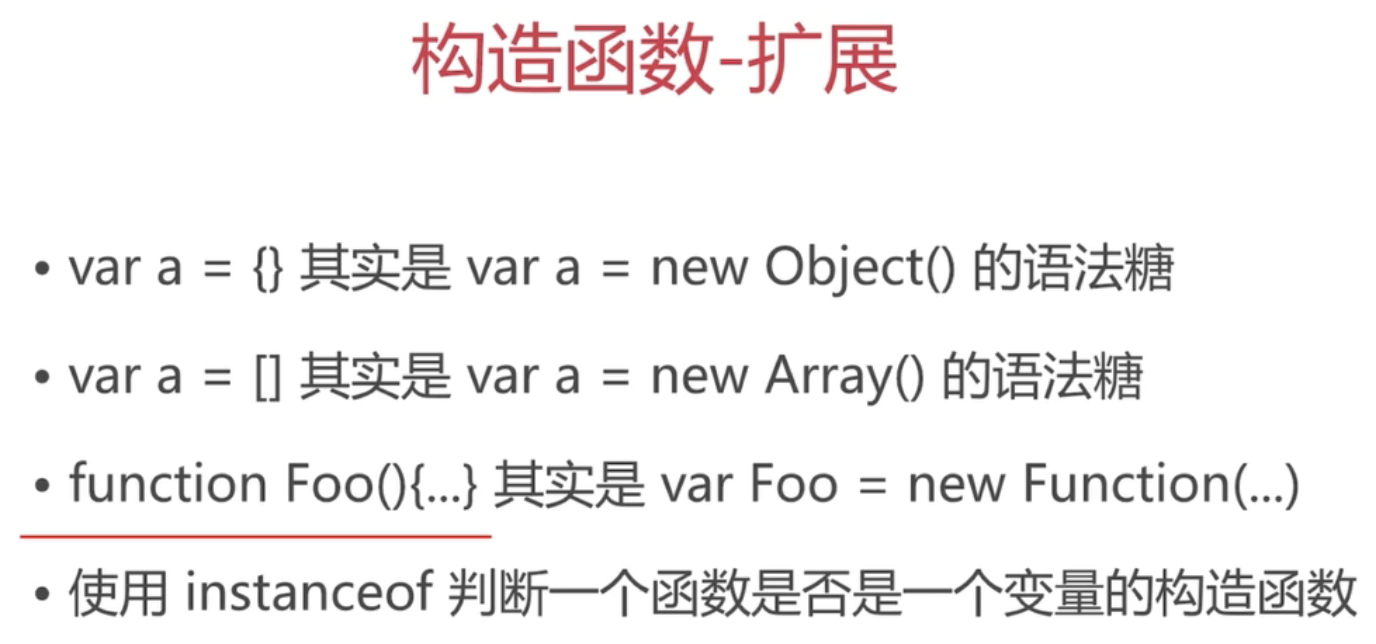 构造函数-扩展
• var a = {} 其实是 var a = new Object() 的语法糖
• var a = [] 其实是 var a = new Array() 的语法糖
• function Foo(){...} 其实是 var Foo = new Function(...)
• 使用 instanceof 判断一个函数是否是一个变量的构造函数